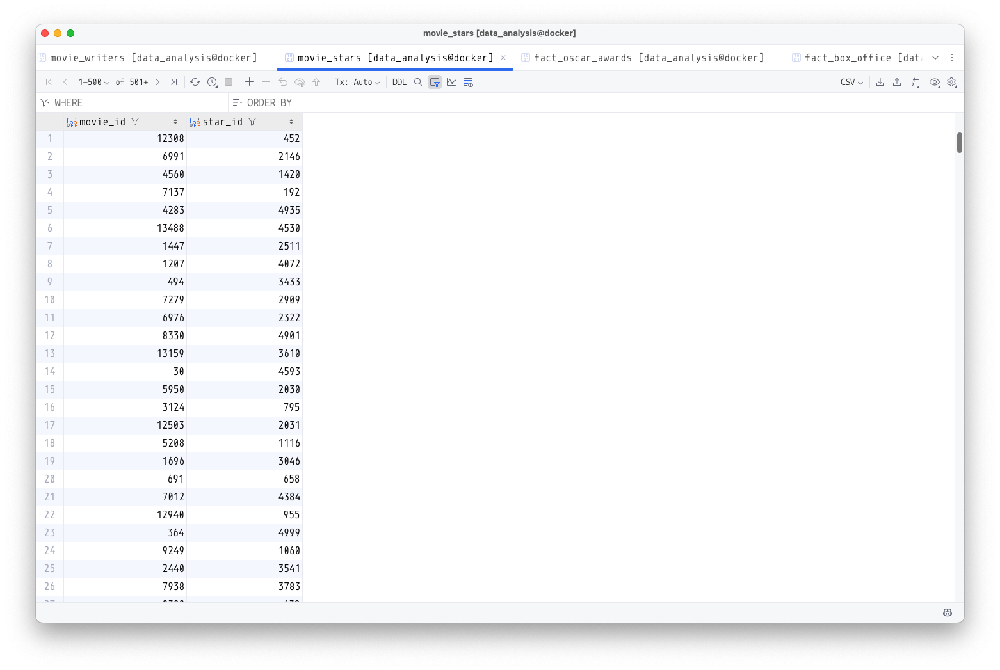 movie_stars [data_analysis@docker]
movie_writers [data_analysis@docker] movie_stars [data_analysis@docker] fact_oscar_awards [data_analysis@docker] fact_box_office [data
1-500 of 501+ Tx: Auto DDL CSV
WHERE ORDER BY
movie_id star_id
1 12308 452
2 6991 2146
3 4560 1420
4 7137 192
5 4283 4935
6 13488 4530
7 1447 2511
8 1207 4072
9 494 3433
10 7279 2909
11 6976 2322
12 8330 4901
13 13159 3610
14 30 4593
15 5950 2030
16 3124 795
17 12503 2031
18 5208 1116
19 1696 3046
20 691 658
21 7012 4384
22 12940 955
23 364 4999
24 9249 1060
25 2440 3541
26 7938 3783